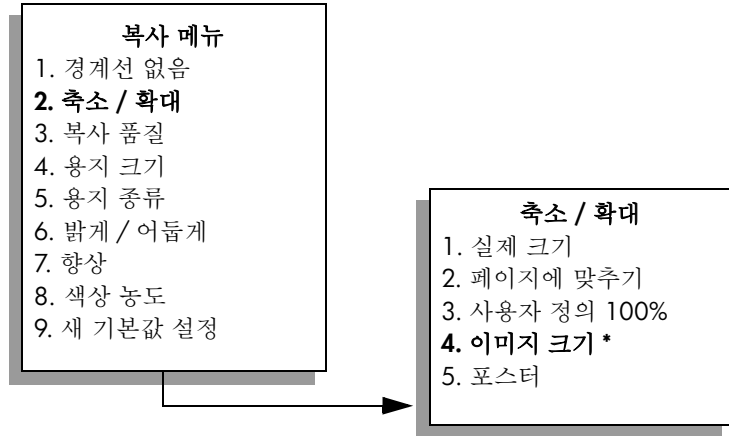 복사 메뉴
1. 경계선 없음
2. 축소 / 확대
3. 복사 품질
4. 용지 크기
5. 용지 종류
6. 밝게 / 어둡게
7. 향상
8. 색상 농도
9. 새 기본값 설정
축소 / 확대
1. 실제 크기
2. 페이지에 맞추기
3. 사용자 정의 100%
4. 이미지 크기 *
5. 포스터